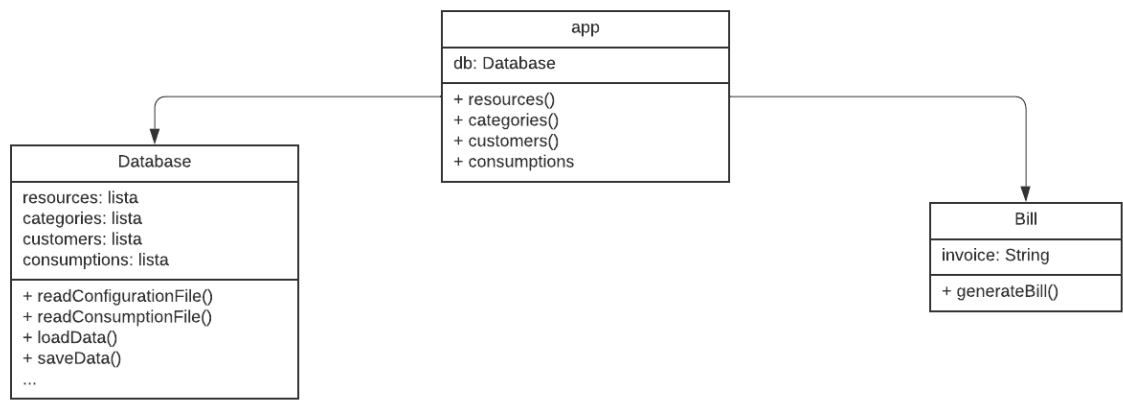 app
db: Database
+ resources()
+ categories()
+ customers()
+ consumptions
Database
resources: lista
categories: lista
customers: lista
consumptions: lista
+ readConfigurationFile()
+ readConsumptionFile()
+ loadData()
+ saveData()
...
Bill
invoice: String
+ generateBill()